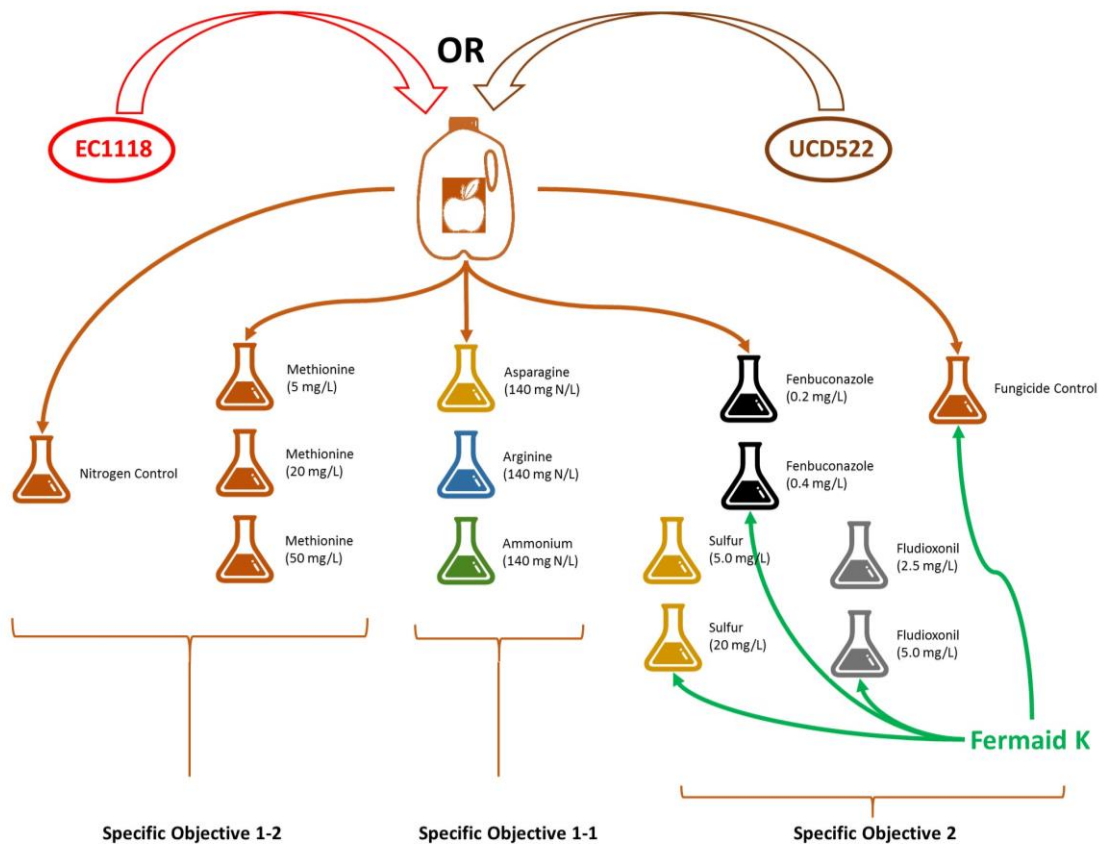 OR
EC1118
UCD522
Nitrogen Control
Methionine
(5 mg/L)
Methionine
(20 mg/L)
Methionine
(50 mg/L)
Asparagine
(140 mg N/L)
Arginine
(140 mg N/L)
Ammonium
(140 mg N/L)
Fenbuconazole
(0.2 mg/L)
Fenbuconazole
(0.4 mg/L)
Sulfur
(5.0 mg/L)
Sulfur
(20 mg/L)
Fludioxonil
(2.5 mg/L)
Fludioxonil
(5.0 mg/L)
Fungicide Control
Fermaid K
Specific Objective 1-2
Specific Objective 1-1
Specific Objective 2